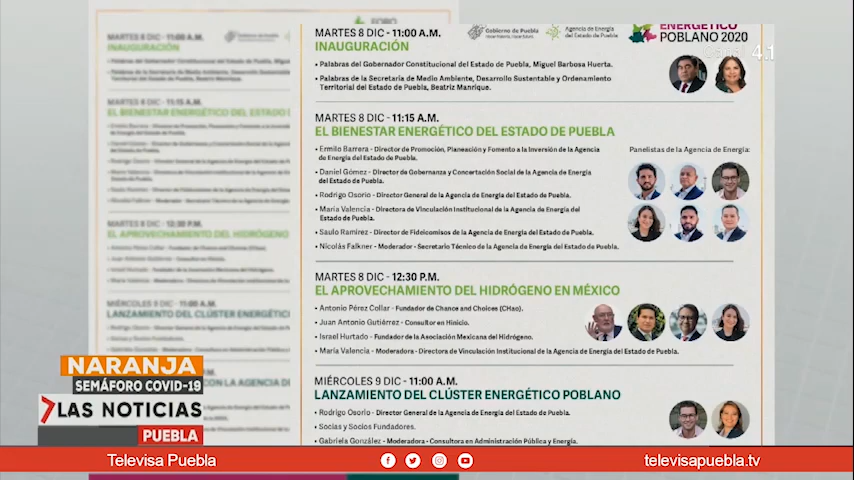 ENERGÉTICO
POBLANO 2020
Gobierno de Puebla
Agencia de Energía
del Estado de Puebla
4.1
MARTES 8 DIC - 11:00 A.M.
INAUGURACIÓN
• Palabras del Gobernador Constitucional del Estado de Puebla, Miguel Barbosa Huerta.
• Palabras de la Secretaría de Medio Ambiente, Desarrollo Sustentable y Ordenamiento
Territorial del Estado de Puebla, Beatriz Manrique.
MARTES 8 DIC - 11:15 A.M.
EL BIENESTAR ENERGÉTICO DEL ESTADO DE PUEBLA
• Ermilo Barrera - Director de Promoción, Planeación y Fomento a la Inversión de la Agencia
de Energía del Estado de Puebla.
• Daniel Gómez - Director de Gobernanza y Concertación Social de la Agencia de Energía
del Estado de Puebla.
• Rodrigo Osorio - Director General de la Agencia de Energía del Estado de Puebla.
• María Valencia - Directora de Vinculación Institucional de la Agencia de Energía del
Estado de Puebla.
• Saulo Ramírez - Director de Fideicomisos de la Agencia de Energía del Estado de Puebla.
• Nicolás Falkner - Moderador - Secretario Técnico de la Agencia de Energía del Estado de Puebla.
Panelistas de la Agencia de Energía:
MARTES 8 DIC - 12:30 P.M.
EL APROVECHAMIENTO DEL HIDRÓGENO EN MÉXICO
• Antonio Pérez Collar - Fundador de Chance and Choices (CHao).
• Juan Antonio Gutiérrez - Consultor en Hinicio.
• Israel Hurtado - Fundador de la Asociación Mexicana del Hidrógeno.
• María Valencia - Moderadora - Directora de Vinculación Institucional de la Agencia de Energía del Estado de Puebla.
MIÉRCOLES 9 DIC - 11:00 A.M.
LANZAMIENTO DEL CLÚSTER ENERGÉTICO POBLANO
• Rodrigo Osorio - Director General de la Agencia de Energía del Estado de Puebla.
• Socias y Socios Fundadores.
• Gabriela González - Moderadora - Consultora en Administración Pública y Energía.
NARANJA
SEMÁFORO COVID-19
LAS NOTICIAS
PUEBLA
Televisa Puebla
televisapuebla.tv